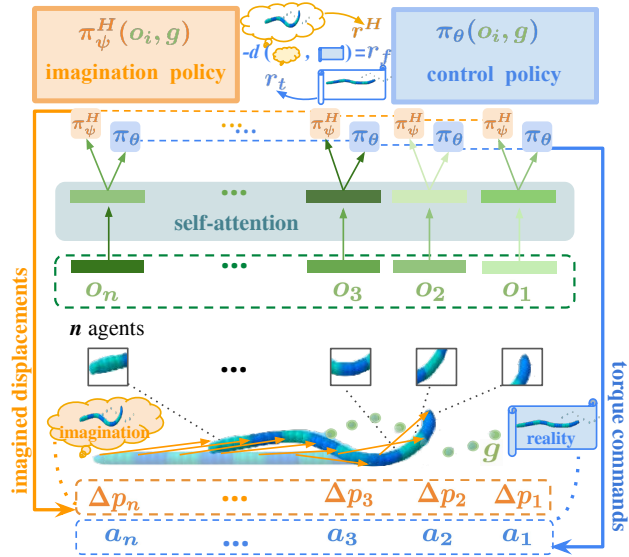 π_ψ^H(o_i, g)
imagination policy
r^H
-d ( , )=r_f
r_t
π_θ(o_i, g)
control policy
π_ψ^H π_θ ... ... π_ψ^H π_θ π_ψ^H π_θ π_ψ^H π_θ
...
self-attention
...
o_n o_3 o_2 o_1
n agents
...
imagined displacements
torque commands
imagination
g
reality
Δp_n ... Δp_3 Δp_2 Δp_1
a_n ... a_3 a_2 a_1